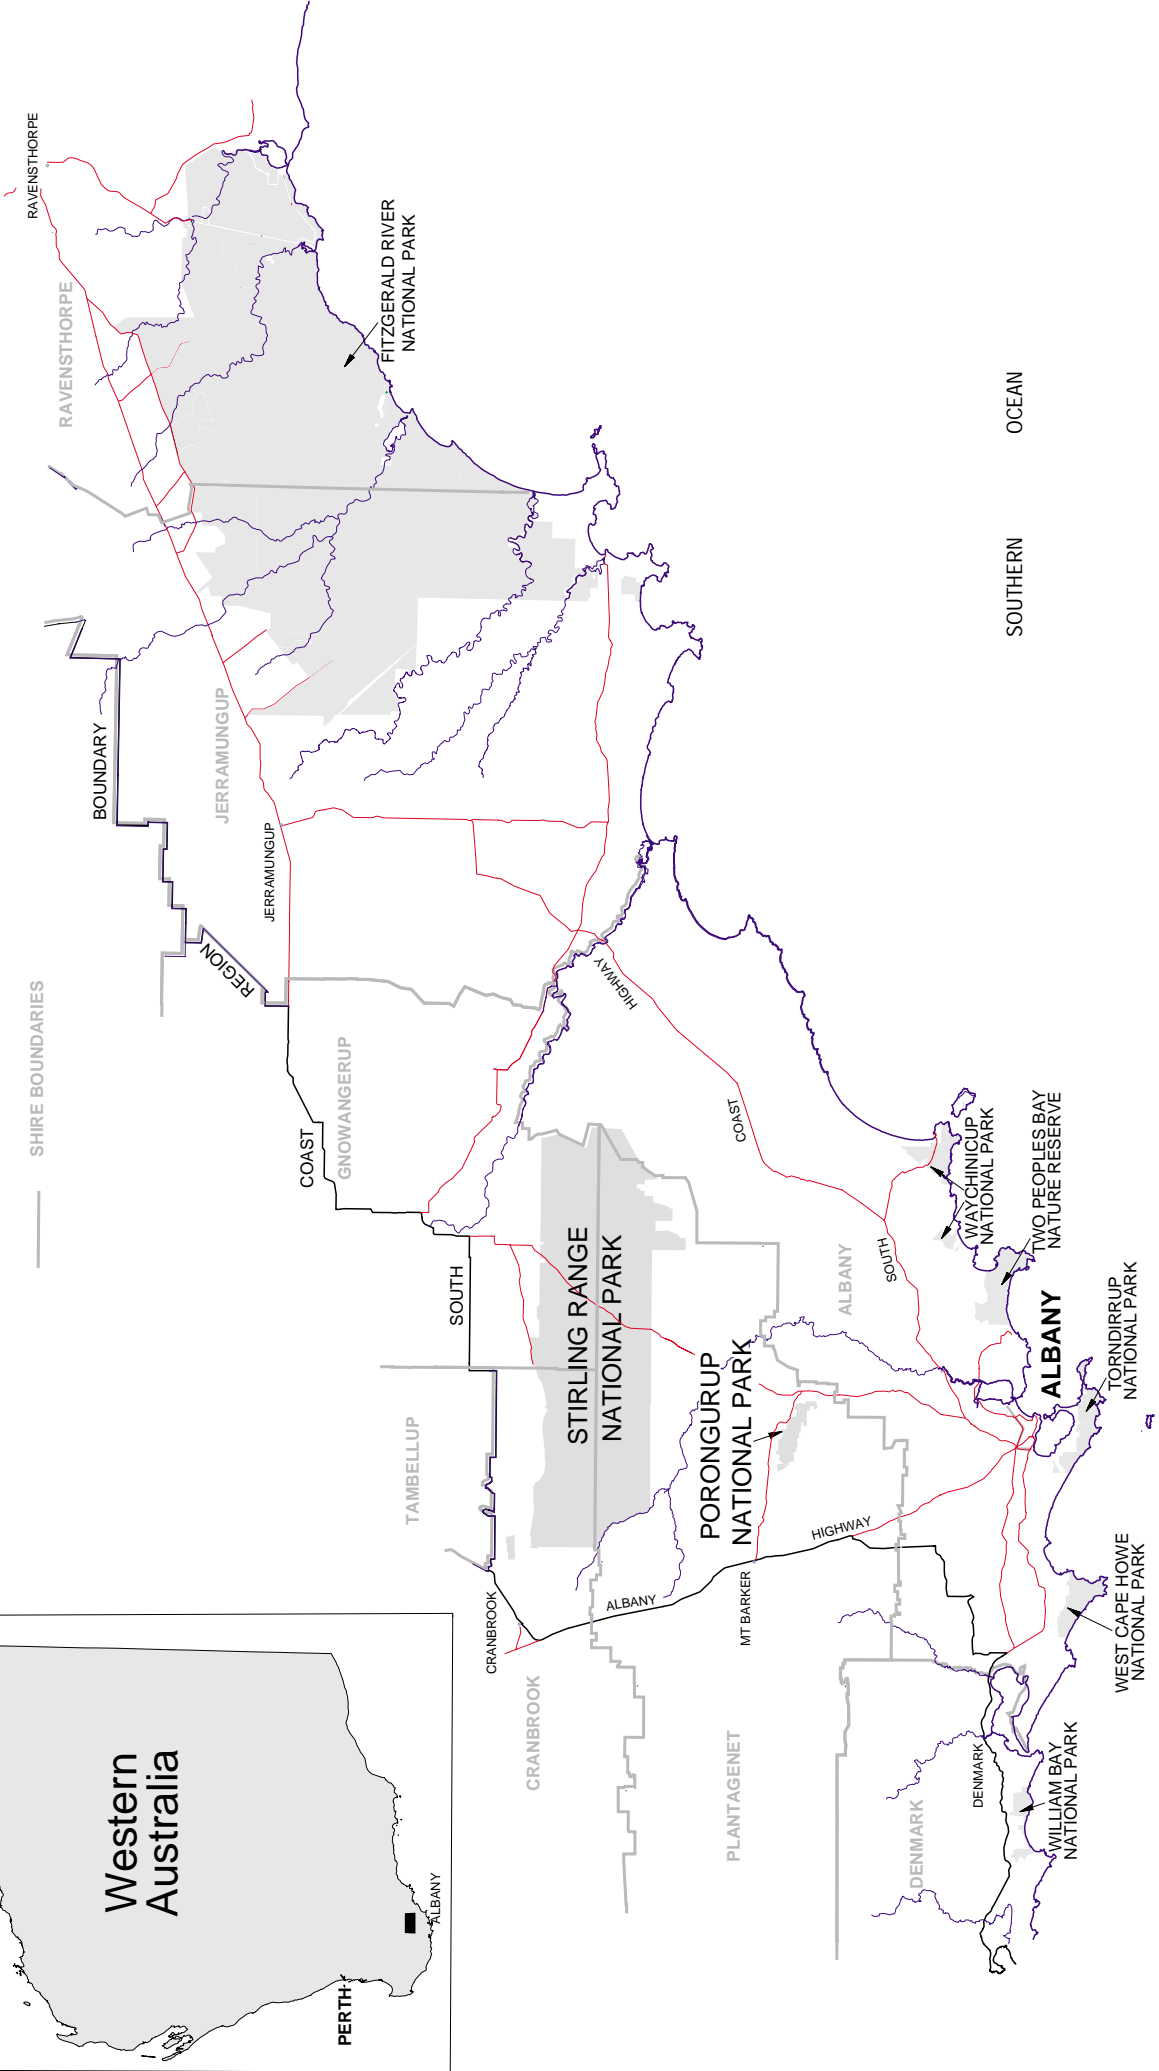 Western
Australia
PERTH
ALBANY
SHIRE BOUNDARIES
RAVENSTHORPE
RAVENSTHORPE
BOUNDARY
JERRAMUNGUP
JERRAMUNGUP
REGION
FITZGERALD RIVER
NATIONAL PARK
COAST
GNOWANGERUP
SOUTH
TAMBELLUP
CRANBROOK
CRANBROOK
STIRLING RANGE
NATIONAL PARK
HIGHWAY
COAST
SOUTH
ALBANY
PORONGURUP
NATIONAL PARK
ALBANY
HIGHWAY
MT BARKER
PLANTAGENET
DENMARK
DENMARK
WILLIAM BAY
NATIONAL PARK
WEST CAPE HOWE
NATIONAL PARK
ALBANY
TORNDIRRUP
NATIONAL PARK
TWO PEOPLES BAY
NATURE RESERVE
WAYCHINICUP
NATIONAL PARK
SOUTHERN
OCEAN